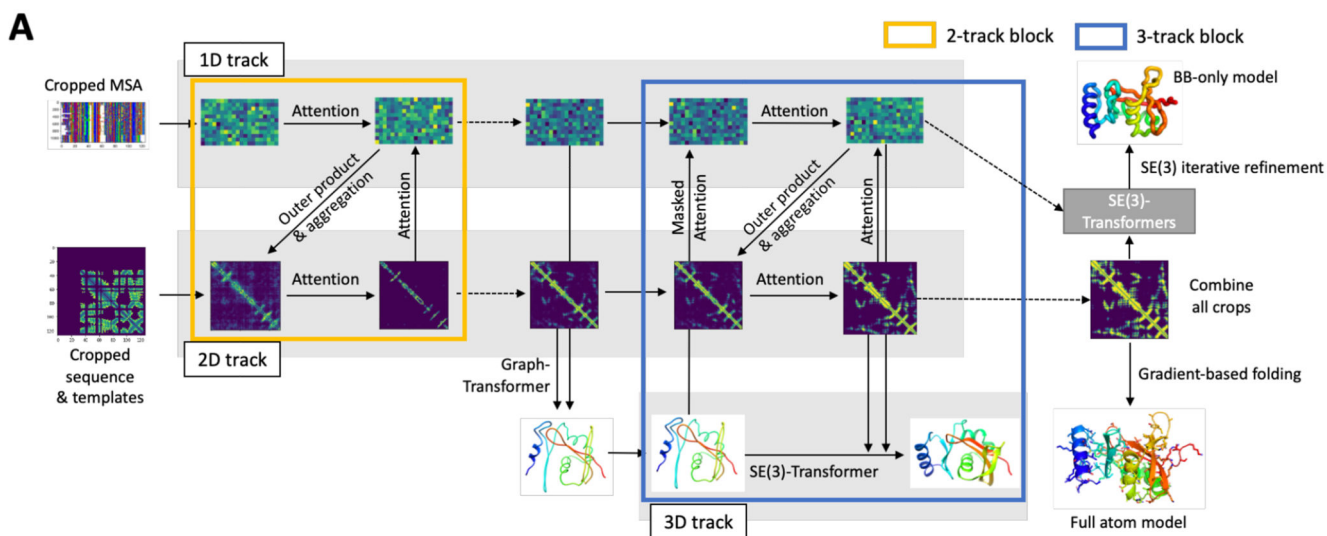 A
2-track block
3-track block
1D track
Cropped MSA
Attention
Attention
BB-only model
Outer product
& aggregation
Attention
Masked
Attention
Outer product
& aggregation
Attention
SE(3) iterative refinement
SE(3)-
Transformers
Attention
Attention
Combine
all crops
2D track
Cropped
sequence
& templates
Graph-
Transformer
Gradient-based folding
SE(3)-Transformer
3D track
Full atom model